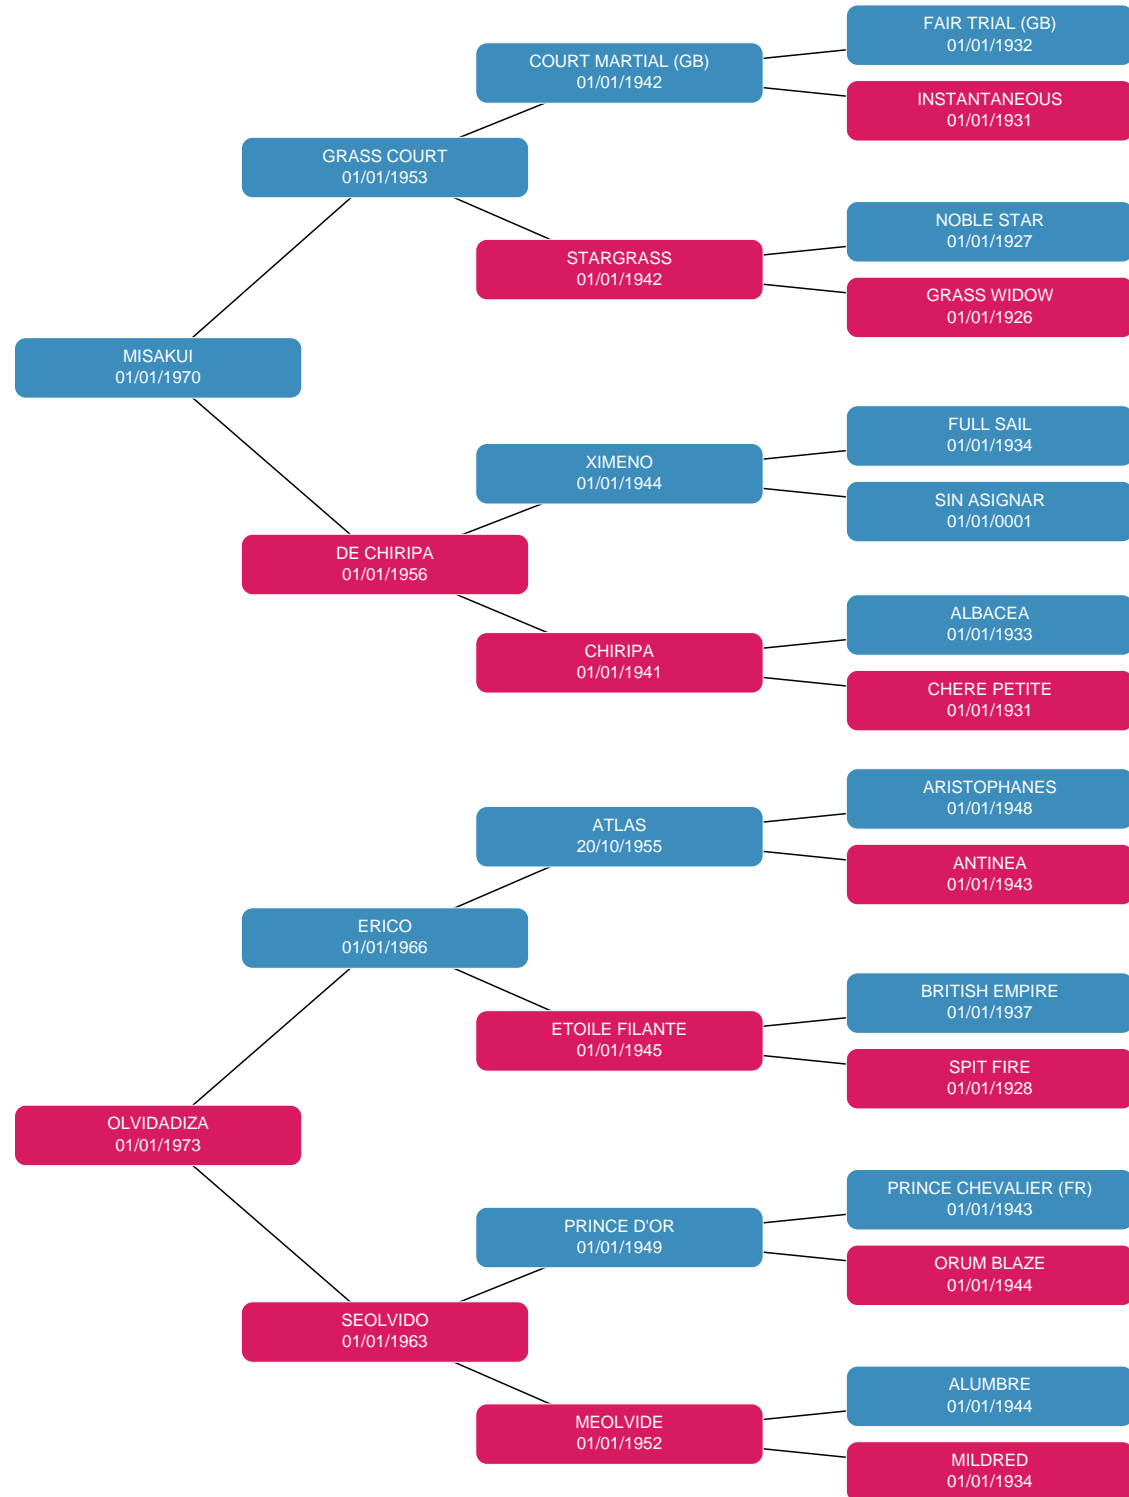 FAIR TRIAL (GB)
01/01/1932
COURT MARTIAL (GB)
01/01/1942
INSTANTANEOUS
01/01/1931
GRASS COURT
01/01/1953
NOBLE STAR
01/01/1927
STARGRASS
01/01/1942
GRASS WIDOW
01/01/1926
MISAKUI
01/01/1970
FULL SAIL
01/01/1934
XIMENO
01/01/1944
SIN ASIGNAR
01/01/0001
DE CHIRIPA
01/01/1956
ALBACEA
01/01/1933
CHIRIPA
01/01/1941
CHERE PETITE
01/01/1931
ARISTOPHANES
01/01/1948
ATLAS
20/10/1955
ANTINEA
01/01/1943
ERICO
01/01/1966
BRITISH EMPIRE
01/01/1937
ETOILE FILANTE
01/01/1945
SPIT FIRE
01/01/1928
OLVIDADIZA
01/01/1973
PRINCE CHEVALIER (FR)
01/01/1943
PRINCE D'OR
01/01/1949
ORUM BLAZE
01/01/1944
SEOLVIDO
01/01/1963
ALUMBRE
01/01/1944
MEOLVIDE
01/01/1952
MILDRED
01/01/1934